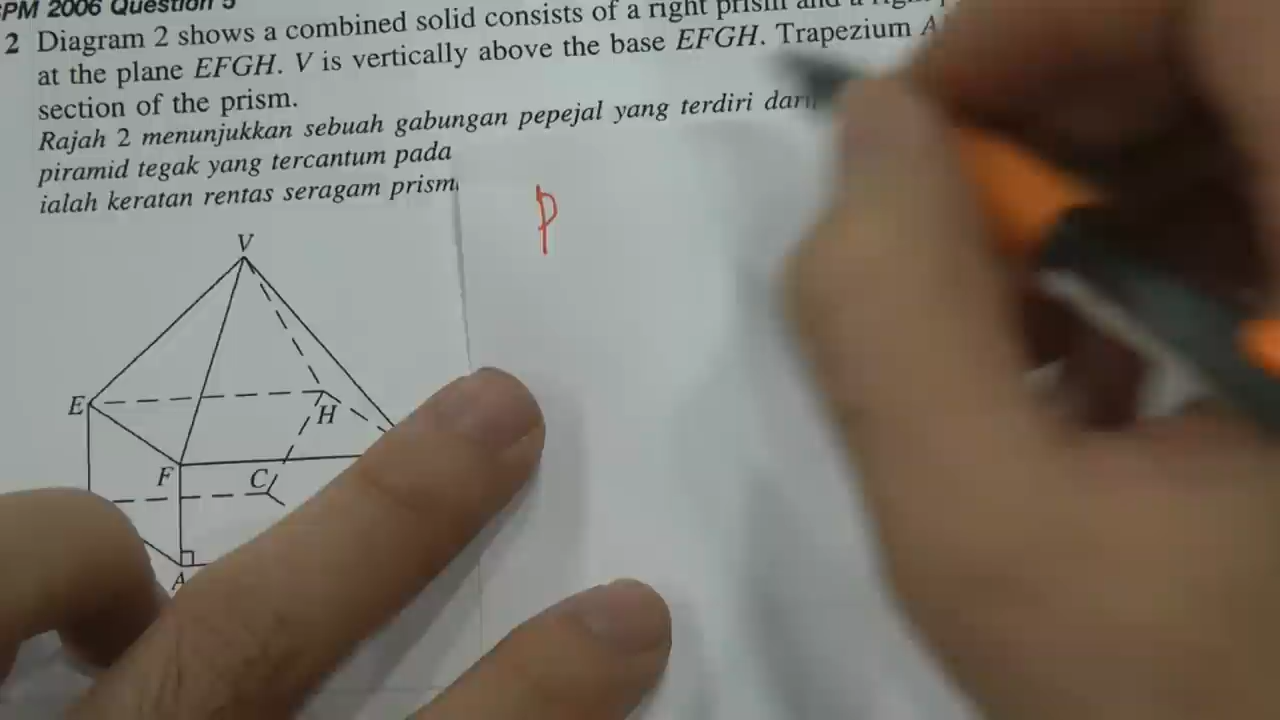 PM 2006 Question 5
2 Diagram 2 shows a combined solid consists of a right prism and a
at the plane EFGH. V is vertically above the base EFGH. Trapezium A
section of the prism.
Rajah 2 menunjukkan sebuah gabungan pepejal yang terdiri dari
piramid tegak yang tercantum pada
ialah keratan rentas seragam prism
P
V
E
H
F
C
A